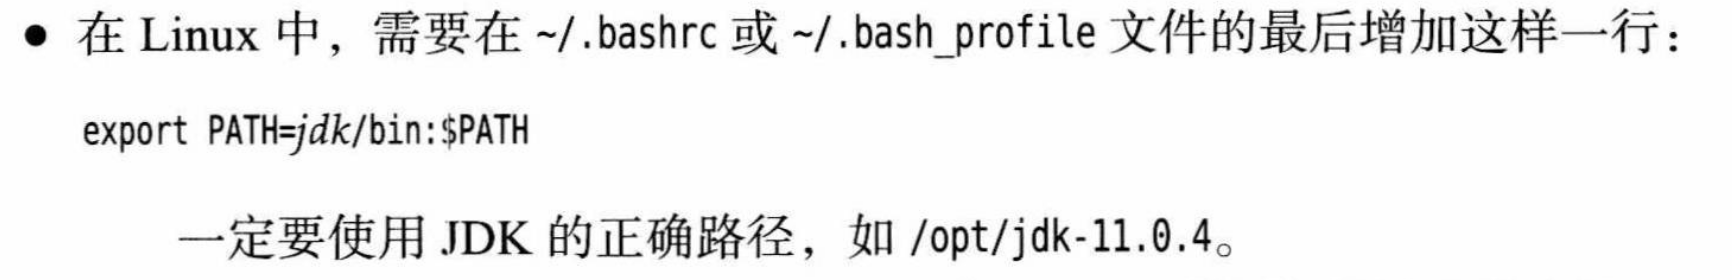 ● 在 Linux 中，需要在 ~/.bashrc 或 ~/.bash_profile 文件的最后增加这样一行：
export PATH=jdk/bin:$PATH
一定要使用 JDK 的正确路径，如 /opt/jdk-11.0.4。